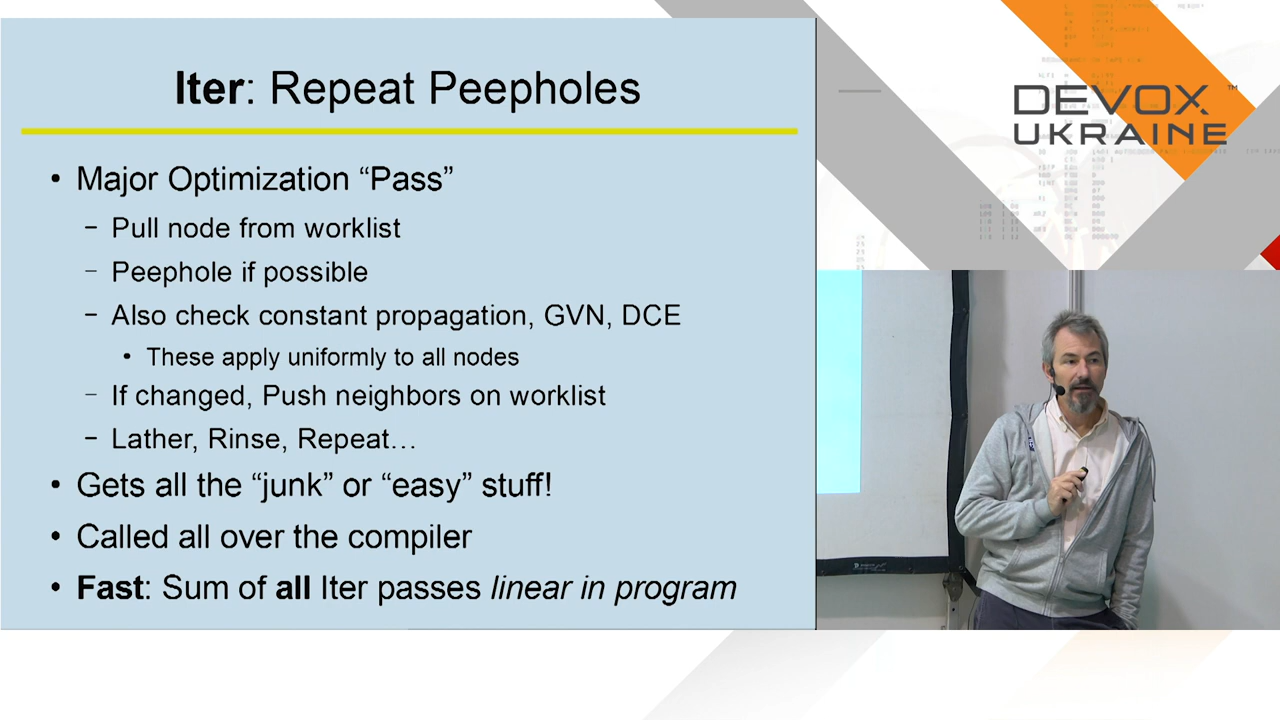 Iter: Repeat Peepholes
• Major Optimization “Pass”
– Pull node from worklist
– Peephole if possible
– Also check constant propagation, GVN, DCE
• These apply uniformly to all nodes
– If changed, Push neighbors on worklist
– Lather, Rinse, Repeat…
• Gets all the “junk” or “easy” stuff!
• Called all over the compiler
• Fast: Sum of all Iter passes linear in program
DEVOX™
UKRAINE